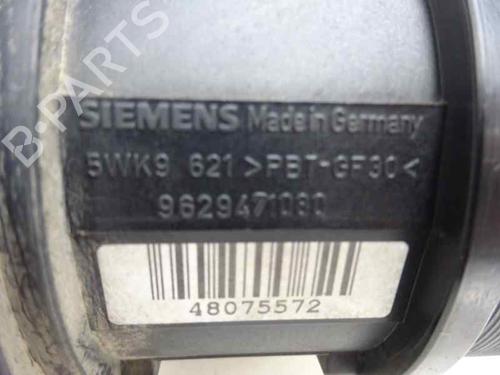 SIEMENS Made in Germany
5WK9 621 >PBT-GF30<
9629471080
48075572
B-PARTS